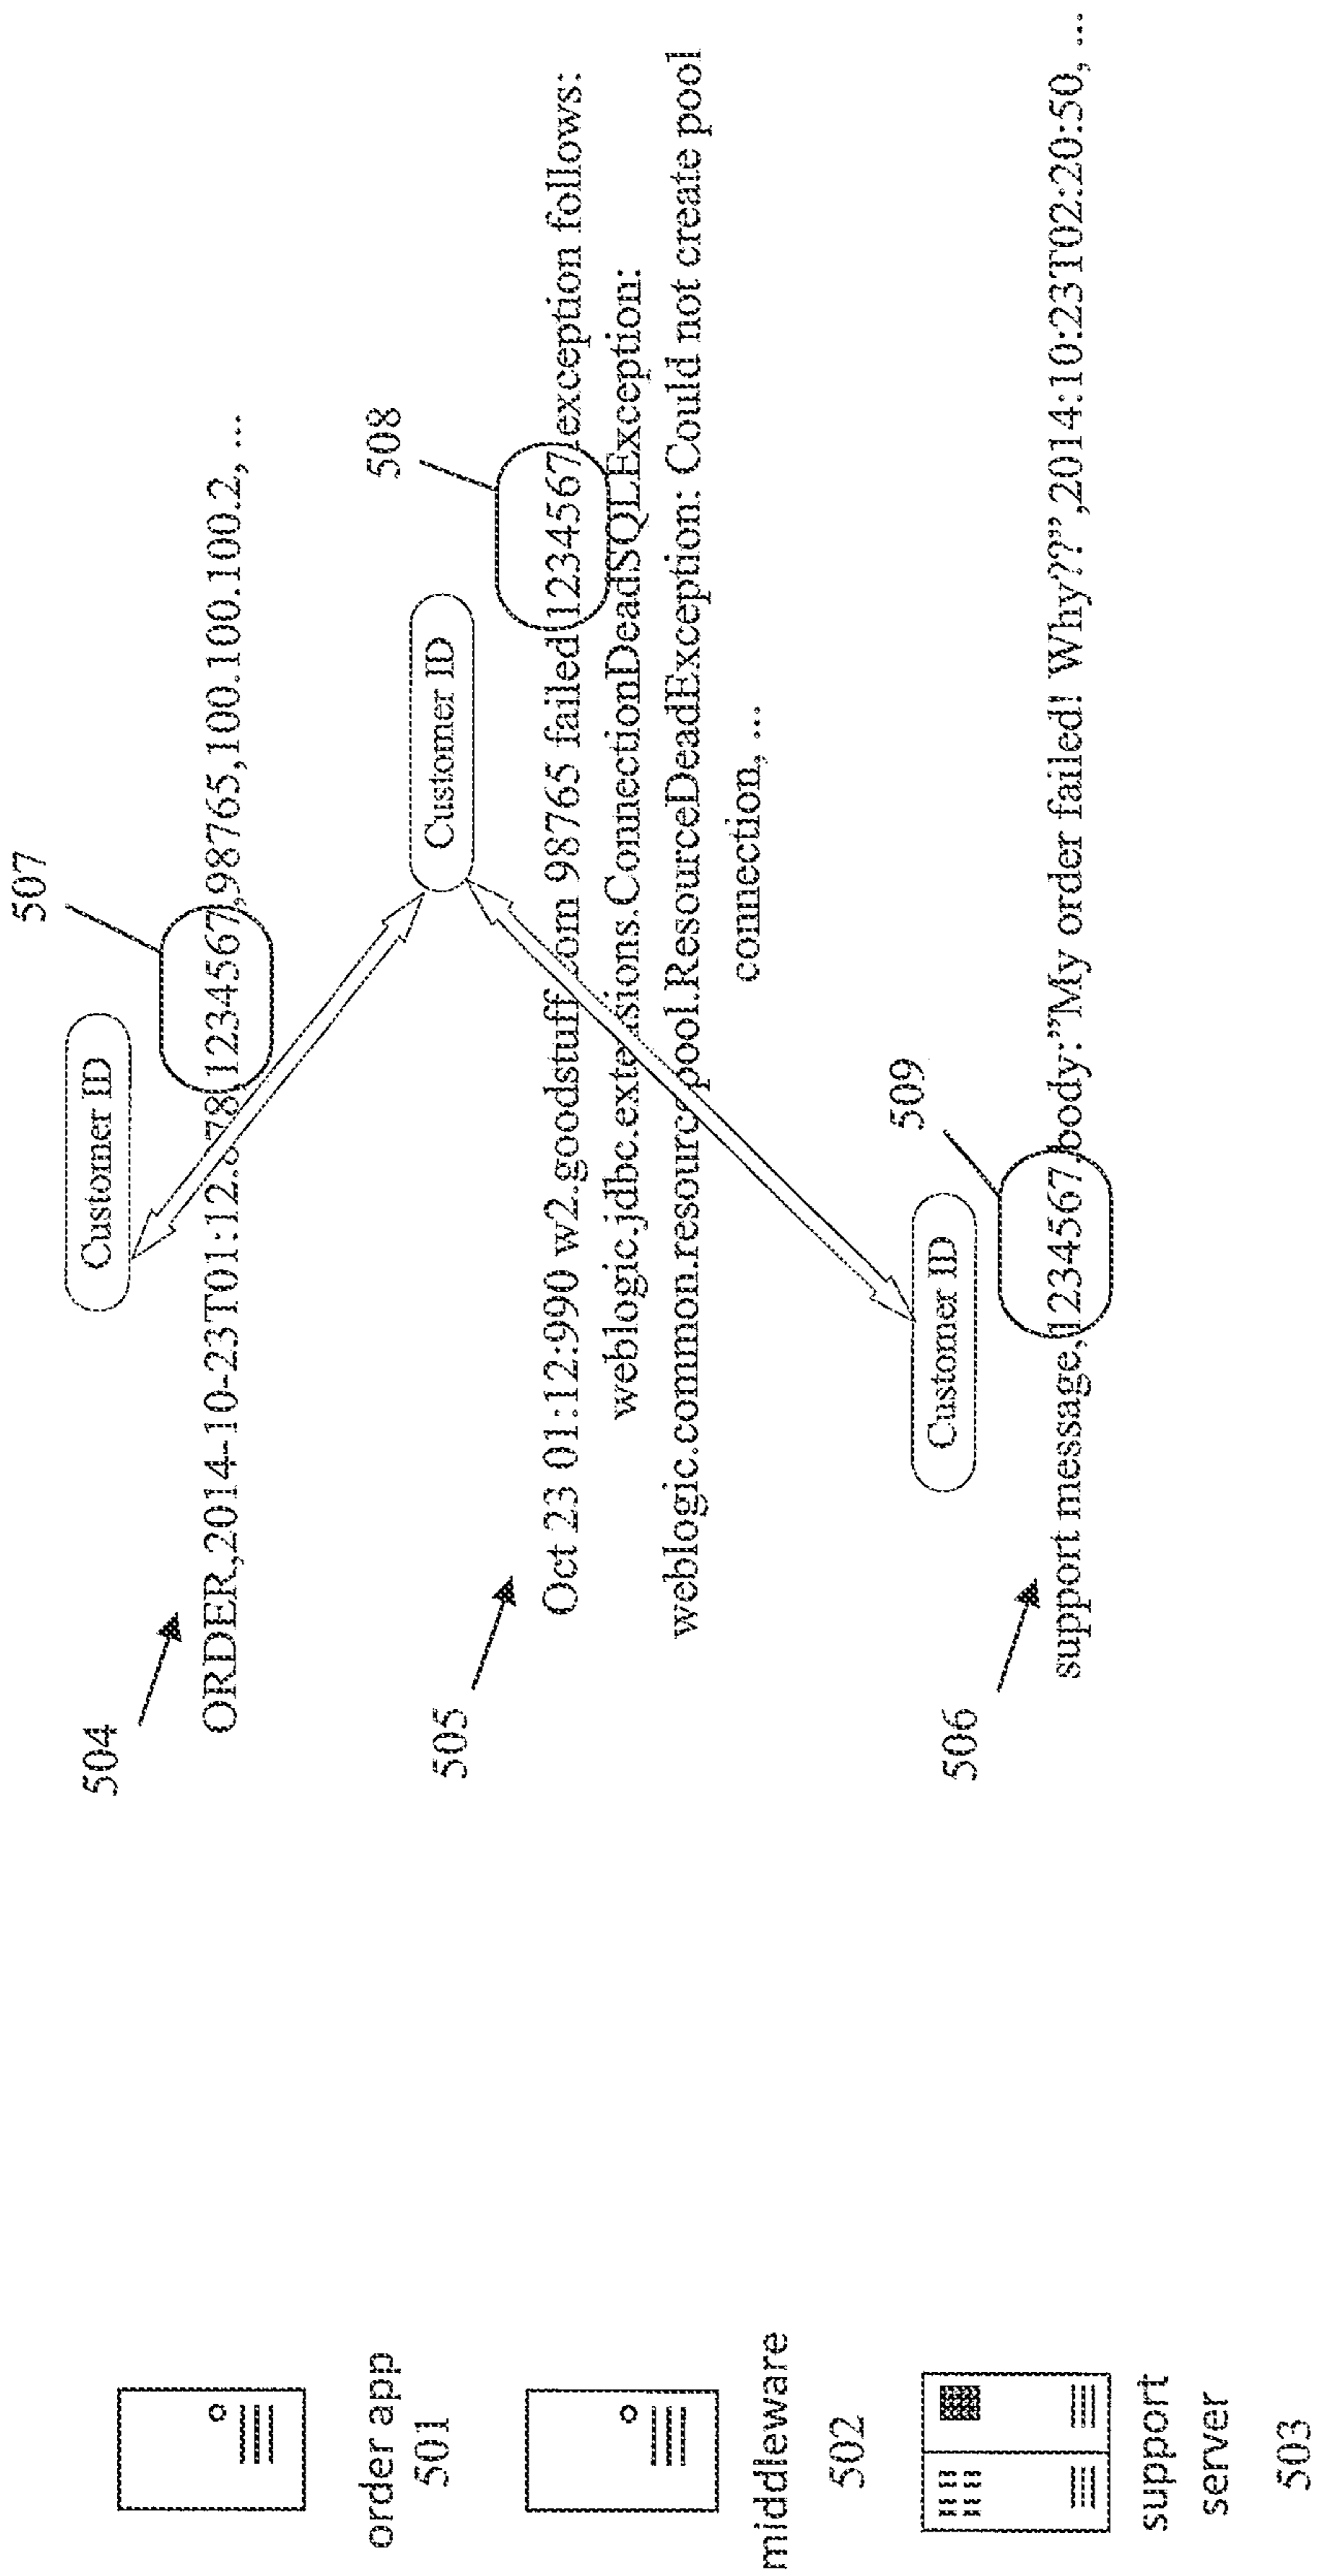 507
Customer ID
504
ORDER,2014-10-23T01:12:878 1234567,98765,100.100.100.2, ...
order app
501
508
Customer ID
505
Oct 23 01:12:990 w2.goodstuff.com 98765 failed 1234567 exception follows:
weblogic.jdbc.extensions.ConnectionDeadSQLException:
weblogic.common.resourcepool.ResourceDeadException: Could not create pool
connection, ...
middleware
502
509
Customer ID
506
support message,1234567,body:”My order failed! Why??”,2014:10:23T02:20:50, ...
support
server
503